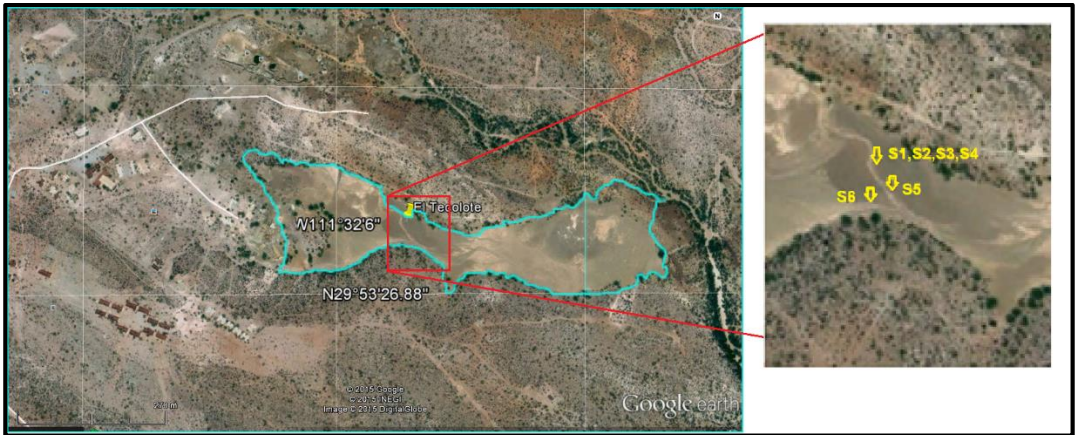 N
El Tecolote
W111°32'6"
N29°53'26.88"
© 2015 Google
© 2015 INEGI
Image © 2015 DigitalGlobe
Google earth
S1,S2,S3,S4
S5
S6